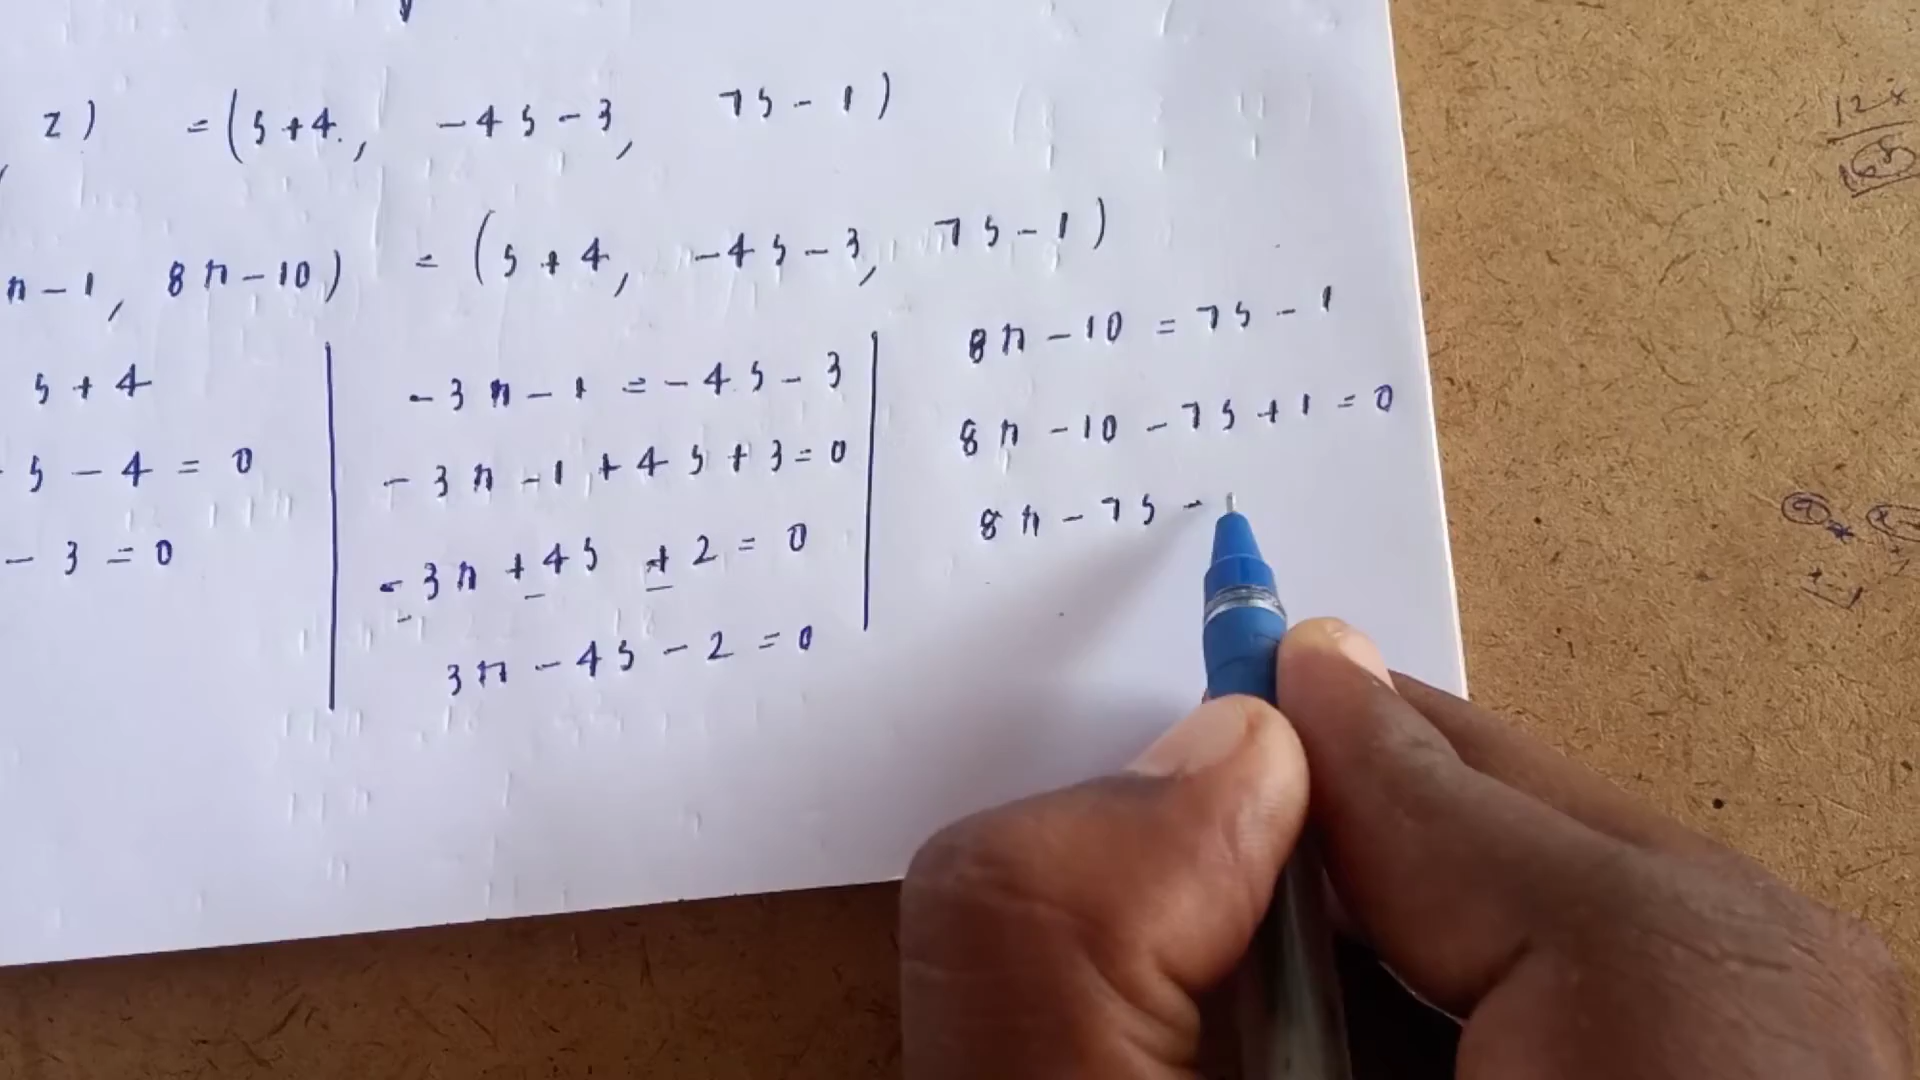 z) = (s+4, -4s-3, 7s-1)
n-1, 8n-10) = (s+4, -4s-3, 7s-1)
s+4
s-4=0
-3=0
-3n-1=-4s-3
-3n-1+4s+3=0
-3n+4s+2=0
3n-4s-2=0
8n-10=7s-1
8n-10-7s+1=0
8n-7s-